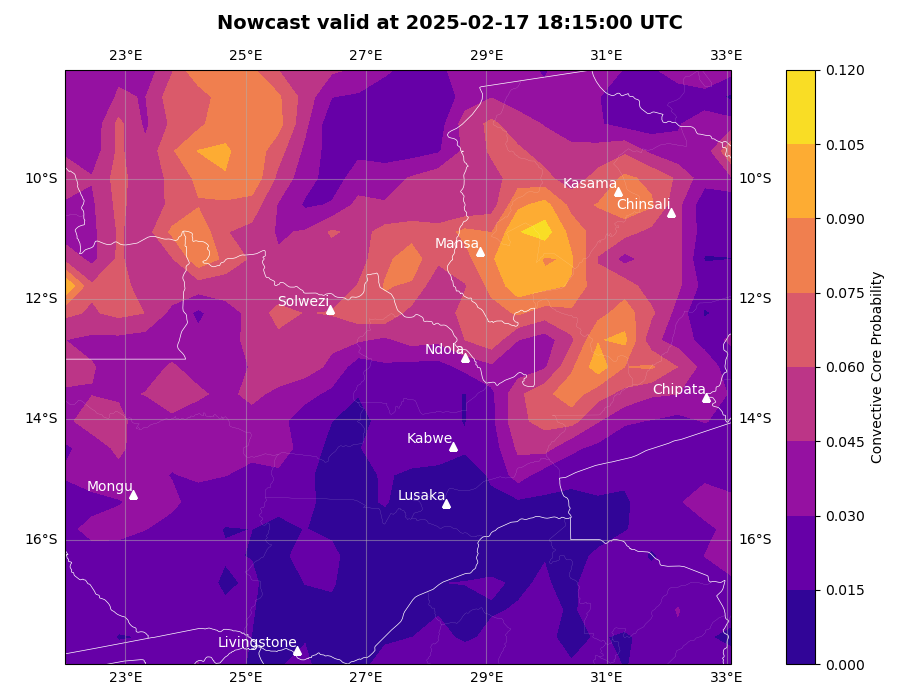 Nowcast valid at 2025-02-17 18:15:00 UTC
23°E 25°E 27°E 29°E 31°E 33°E
0.120
0.105
10°S Kasama 10°S
Chinsali
0.090
Mansa
0.075
12°S Solwezi 12°S
Ndola
0.060
Chipata
14°S 14°S
Kabwe
0.045
Mongu
Lusaka
0.030
16°S 16°S
0.015
Livingstone
0.000
23°E 25°E 27°E 29°E 31°E 33°E
Convective Core Probability